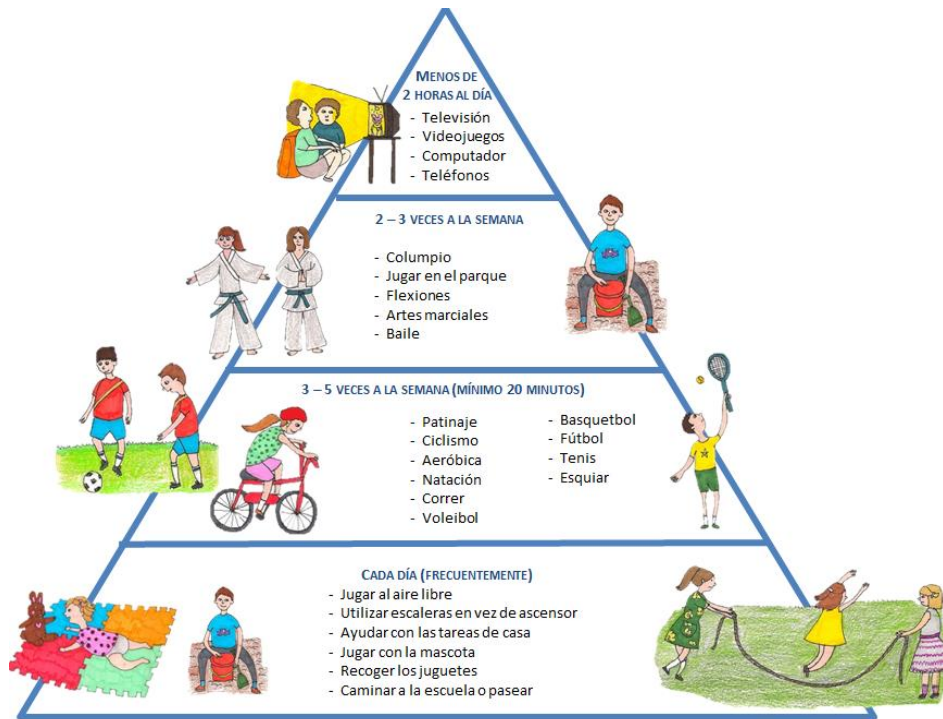 MENOS DE
2 HORAS AL DÍA
- Televisión
- Videojuegos
- Computador
- Teléfonos
2 – 3 VECES A LA SEMANA
- Columpio
- Jugar en el parque
- Flexiones
- Artes marciales
- Baile
3 – 5 VECES A LA SEMANA (MÍNIMO 20 MINUTOS)
- Patinaje
- Ciclismo
- Aeróbica
- Natación
- Correr
- Voleibol
- Basquetbol
- Fútbol
- Tenis
- Esquiar
CADA DÍA (FRECUENTEMENTE)
- Jugar al aire libre
- Utilizar escaleras en vez de ascensor
- Ayudar con las tareas de casa
- Jugar con la mascota
- Recoger los juguetes
- Caminar a la escuela o pasear